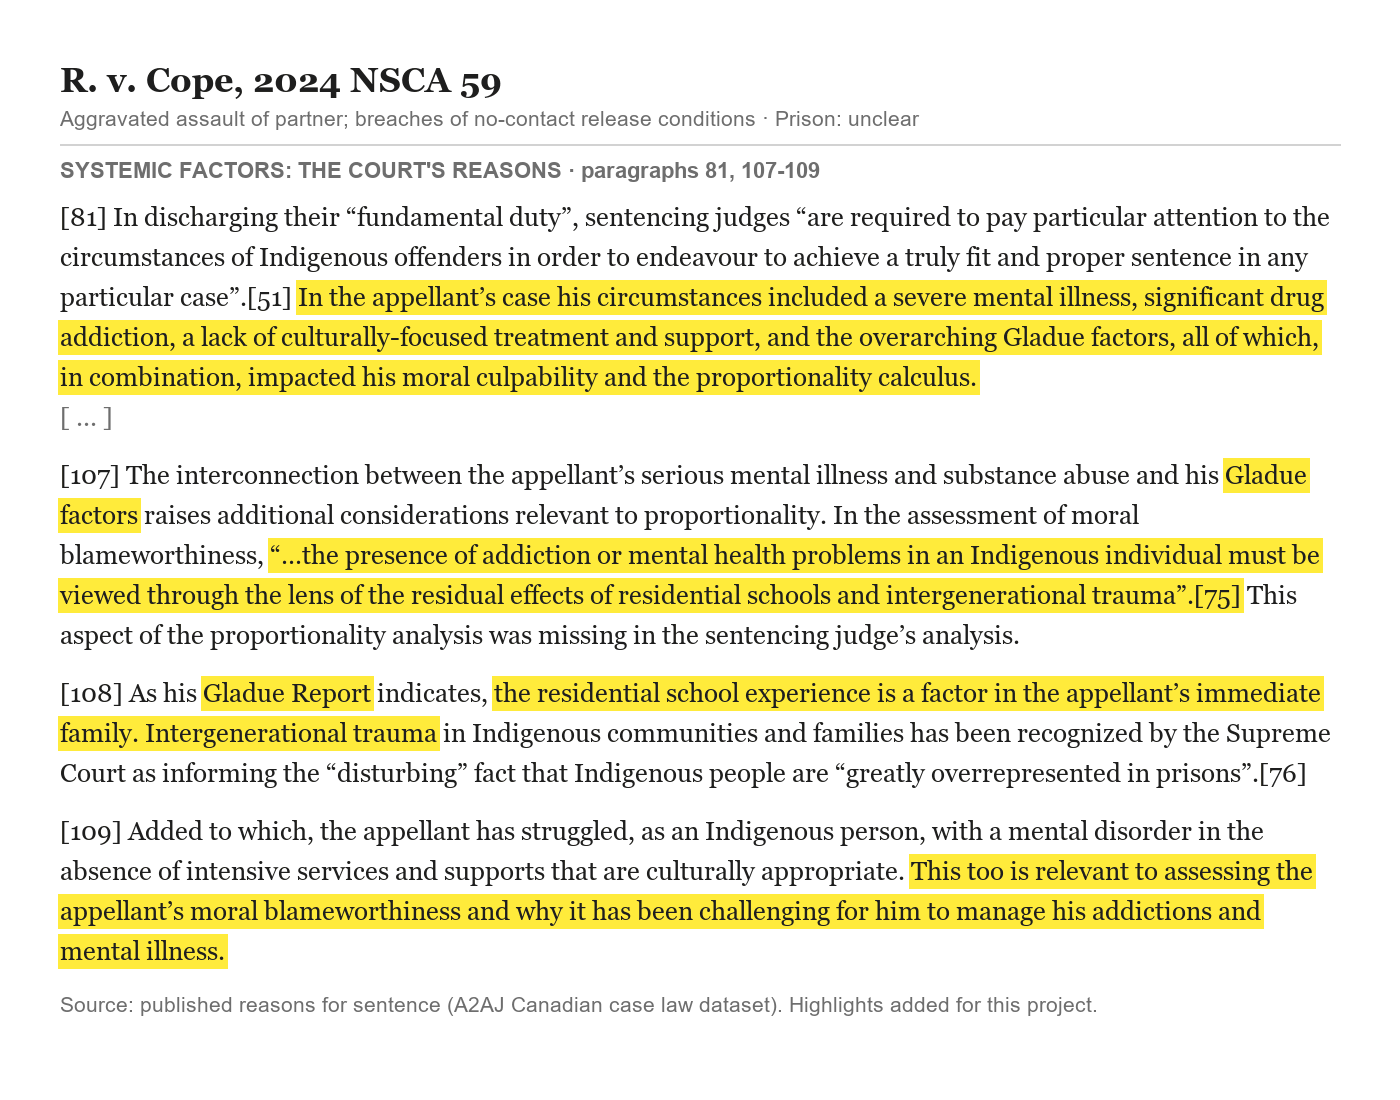 R. v. Cope, 2024 NSCA 59
Aggravated assault of partner; breaches of no-contact release conditions · Prison: unclear
SYSTEMIC FACTORS: THE COURT'S REASONS · paragraphs 81, 107-109
[81] In discharging their “fundamental duty”, sentencing judges “are required to pay particular attention to the
circumstances of Indigenous offenders in order to endeavour to achieve a truly fit and proper sentence in any
particular case”.[51] In the appellant’s case his circumstances included a severe mental illness, significant drug
addiction, a lack of culturally-focused treatment and support, and the overarching Gladue factors, all of which,
in combination, impacted his moral culpability and the proportionality calculus.
[ ... ]
[107] The interconnection between the appellant’s serious mental illness and substance abuse and his Gladue
factors raises additional considerations relevant to proportionality. In the assessment of moral
blameworthiness, “…the presence of addiction or mental health problems in an Indigenous individual must be
viewed through the lens of the residual effects of residential schools and intergenerational trauma”.[75] This
aspect of the proportionality analysis was missing in the sentencing judge’s analysis.
[108] As his Gladue Report indicates, the residential school experience is a factor in the appellant’s immediate
family. Intergenerational trauma in Indigenous communities and families has been recognized by the Supreme
Court as informing the “disturbing” fact that Indigenous people are “greatly overrepresented in prisons”.[76]
[109] Added to which, the appellant has struggled, as an Indigenous person, with a mental disorder in the
absence of intensive services and supports that are culturally appropriate. This too is relevant to assessing the
appellant’s moral blameworthiness and why it has been challenging for him to manage his addictions and
mental illness.
Source: published reasons for sentence (A2AJ Canadian case law dataset). Highlights added for this project.